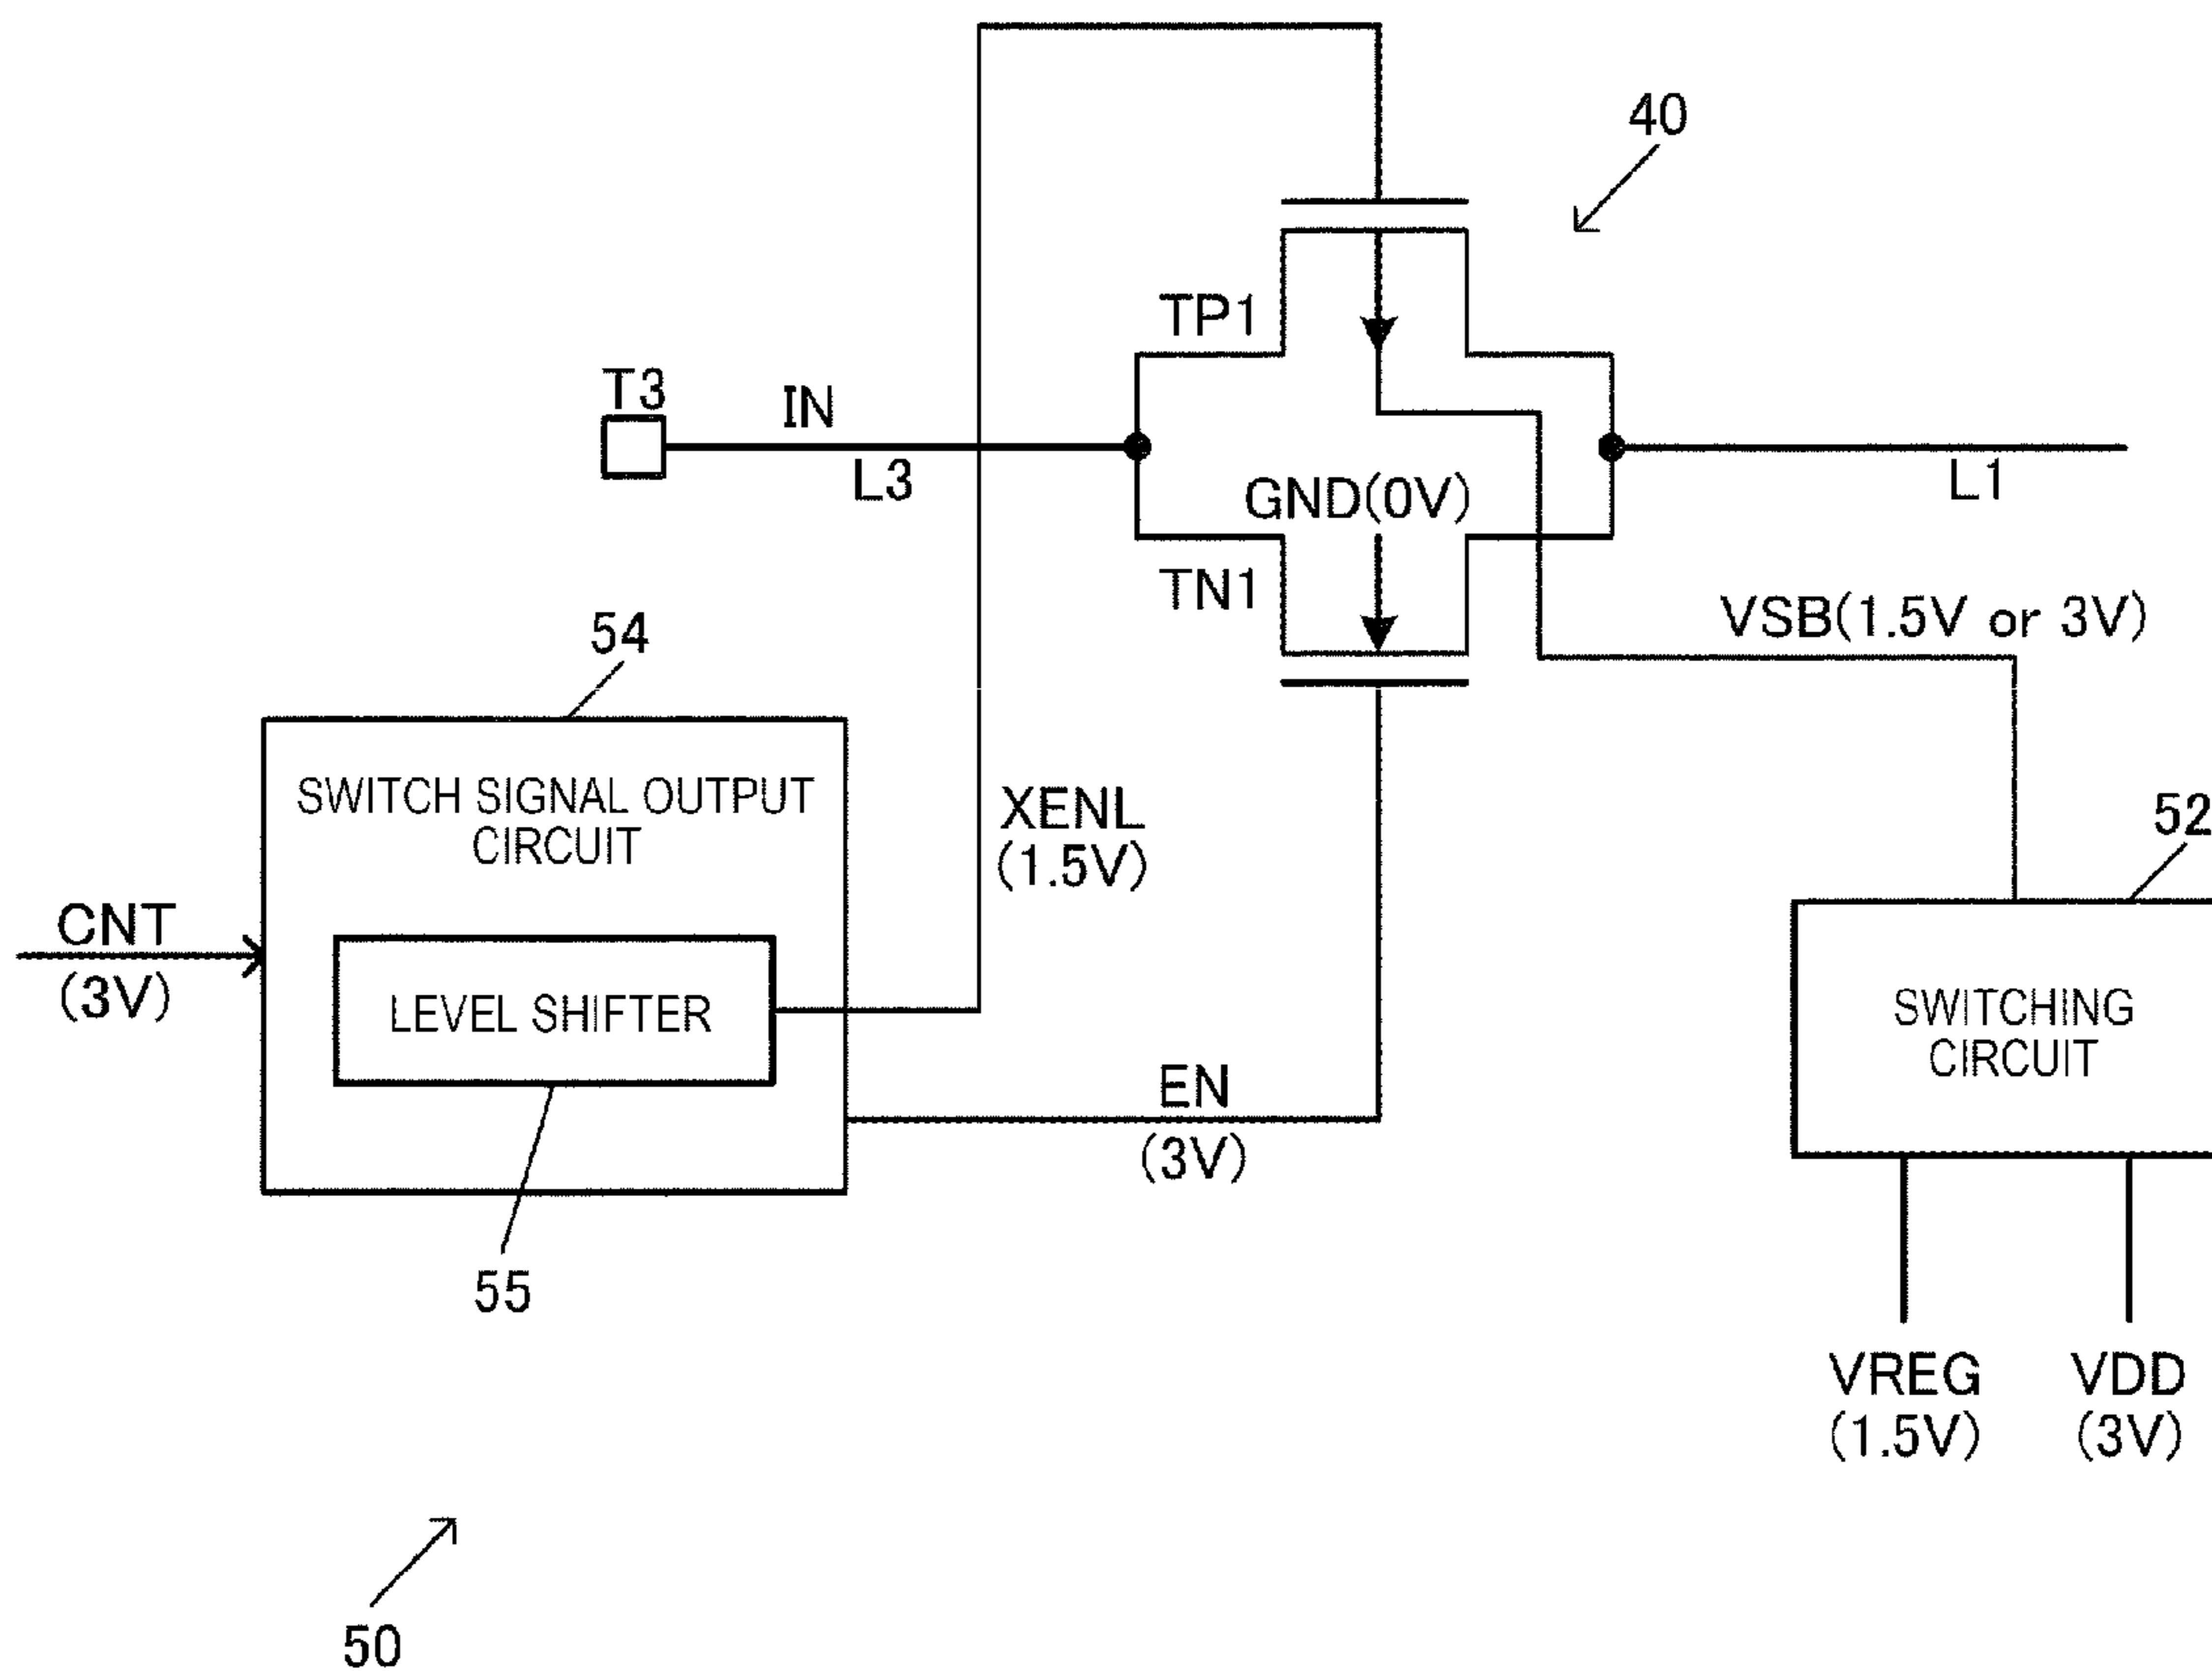 40
TP1
T3
IN
L3
GND(0V)
L1
TN1
VSB(1.5V or 3V)
54
SWITCH SIGNAL OUTPUT
CIRCUIT
XENL
(1.5V)
52
CNT
(3V)
LEVEL SHIFTER
SWITCHING
CIRCUIT
EN
(3V)
55
VREG
(1.5V)
VDD
(3V)
50